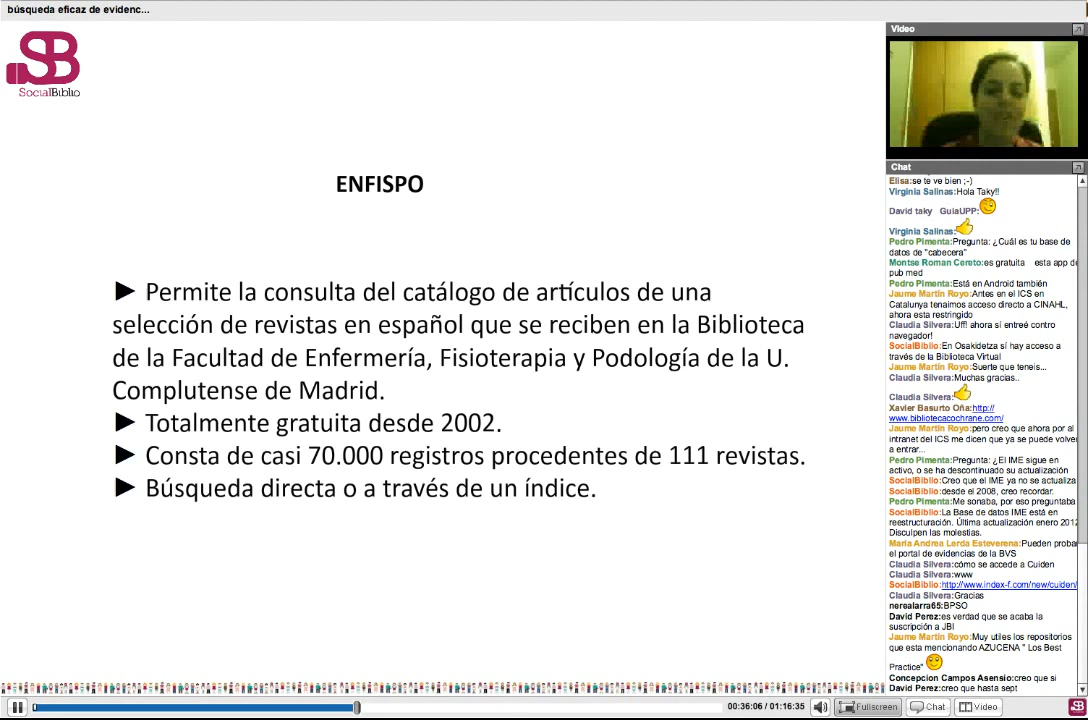 búsqueda eficaz de evidenc...
SB
SocialBiblio
ENFISPO
► Permite la consulta del catálogo de artículos de una
selección de revistas en español que se reciben en la Biblioteca
de la Facultad de Enfermería, Fisioterapia y Podología de la U.
Complutense de Madrid.
► Totalmente gratuita desde 2002.
► Consta de casi 70.000 registros procedentes de 111 revistas.
► Búsqueda directa o a través de un índice.
Video
Chat
Elisa:se te ve bien ;-)
Virginia Salinas:Hola Taky!!
David taky GuiaUPP:
Virginia Salinas:
Pedro Pimenta:Pregunta: ¿Cuál es tu base de
datos de "cabecera"
Montse Roman Cereto:es gratuita esta app de
pub med
Pedro Pimenta:Está en Android también
Jaume Martín Royo:Antes en el ICS en
Catalunya tenaimos acceso directo a CINAHL,
ahora esta restringido
Claudia Silvera:Uff! ahora sí entreé contro
navegador!
SocialBiblio:En Osakidetza sí hay acceso a
través de la Biblioteca Virtual
Jaume Martín Royo:Suerte que teneis...
Claudia Silvera:Muchas gracias..
Claudia Silvera:
Xavier Basurto Oña:http://
www.bibliotecacochrane.com/
Jaume Martín Royo:pero creo que ahora por al
intranet del ICS me dicen que ya se puede volve
a entrar...
Pedro Pimenta:Pregunta: ¿El IME sigue en
activo, o se ha descontinuado su actualización
SocialBiblio:Creo que el IME ya no se actualiza
SocialBiblio:desde el 2008, creo recordar.
Pedro Pimenta:Me sonaba, por eso preguntaba
SocialBiblio:La Base de datos IME está en
reestructuración. Última actualización enero 2012
Disculpen las molestias.
María Andrea Lerda Esteverena:Pueden proba
el portal de evidencias de la BVS
Claudia Silvera:cómo se accede a Cuiden
Claudia Silvera:www
SocialBiblio:http://www.index-f.com/new/cuiden/
Claudia Silvera:Gracias
nerealarra65:BPSO
David Perez:es verdad que se acaba la
suscripción a JBI
Jaume Martín Royo:Muy utiles los repositorios
que esta mencionando AZUCENA " Los Best
Practice"
Concepcion Campos Asensio:creo que si
David Perez:creo que hasta sept
00:36:06 / 01:16:35
Fullscreen
Chat
Video
SB